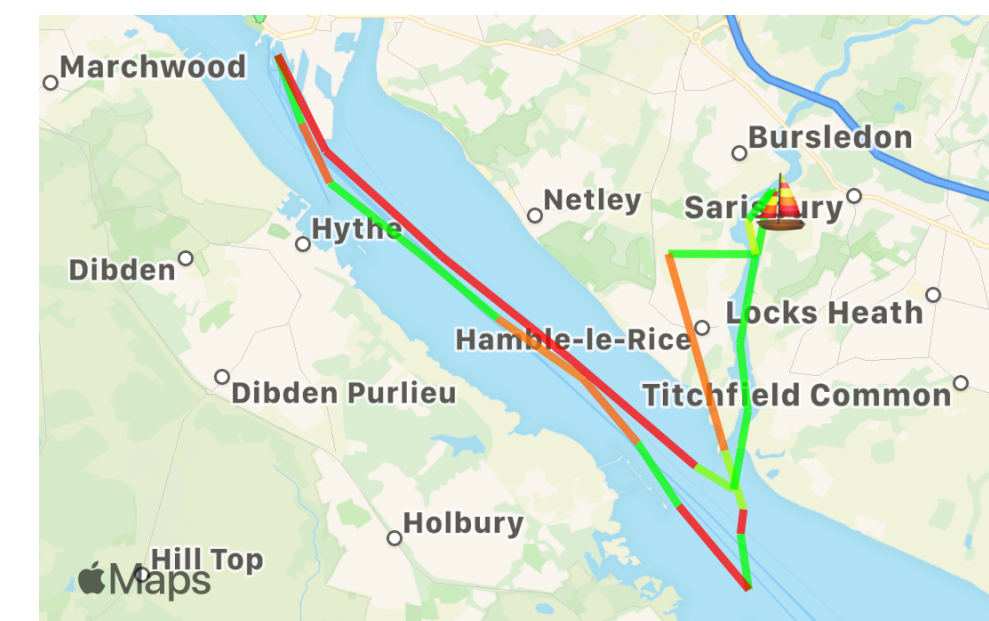 Marchwood
Bursledon
Netley
Sarisbury
Hythe
Dibden
Locks Heath
Hamble-le-Rice
Dibden Purlieu
Titchfield Common
Holbury
Hill Top
Maps